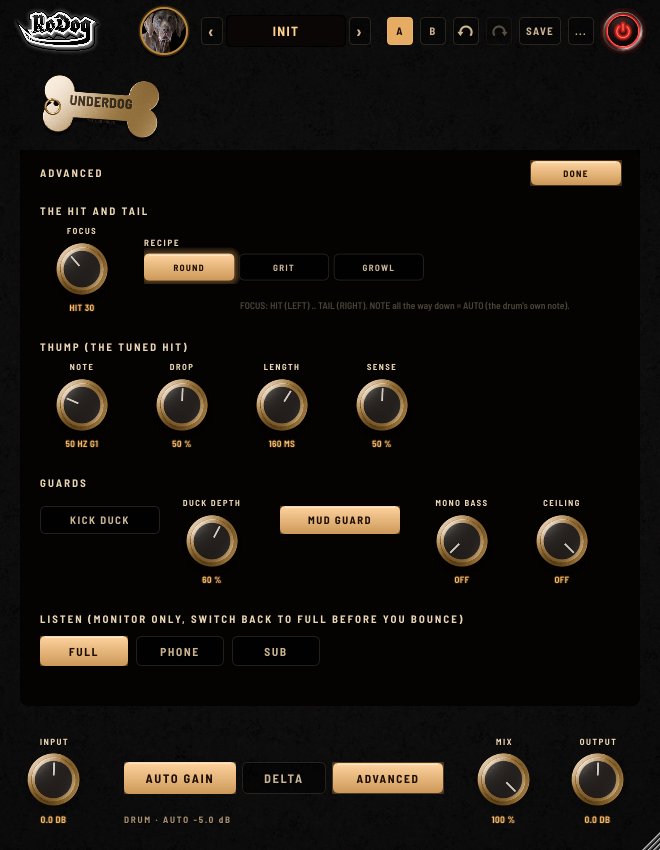 RoDog
‹ INIT › A B SAVE ...
UNDERDOG
ADVANCED DONE
THE HIT AND TAIL
FOCUS
RECIPE
ROUND GRIT GROWL
HIT 30
FOCUS: HIT (LEFT) .. TAIL (RIGHT). NOTE all the way down = AUTO (the drum's own note).
THUMP (THE TUNED HIT)
NOTE DROP LENGTH SENSE
50 HZ G1 50 % 160 MS 50 %
GUARDS
KICK DUCK DUCK DEPTH MUD GUARD MONO BASS CEILING
60 % OFF OFF
LISTEN (MONITOR ONLY, SWITCH BACK TO FULL BEFORE YOU BOUNCE)
FULL PHONE SUB
INPUT MIX OUTPUT
AUTO GAIN DELTA ADVANCED
0.0 DB DRUM · AUTO -5.0 dB 100 % 0.0 DB